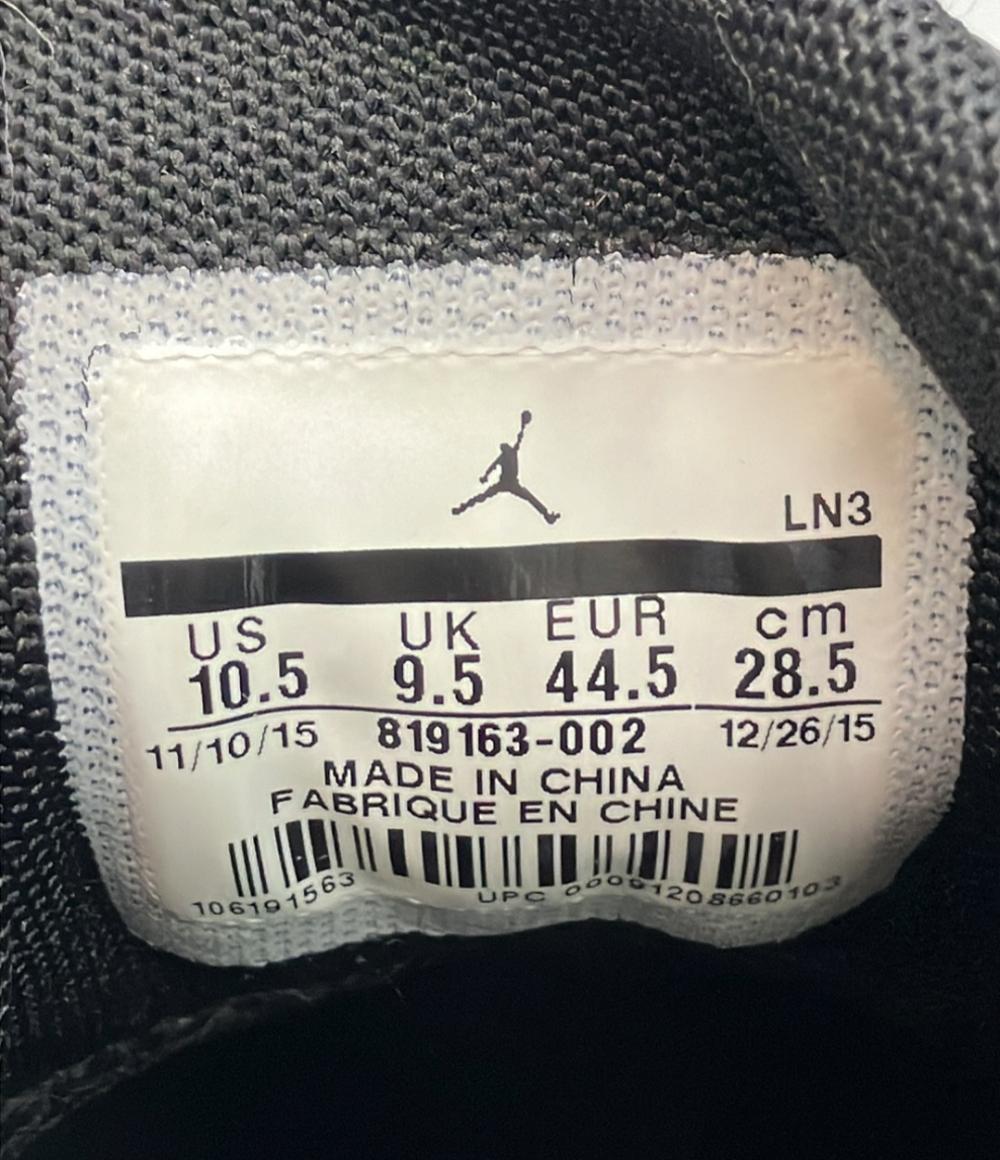 LN3
US UK EUR cm
10.5 9.5 44.5 28.5
11/10/15 819163-002 12/26/15
MADE IN CHINA
FABRIQUE EN CHINE
106191563 UPC 00091208660103